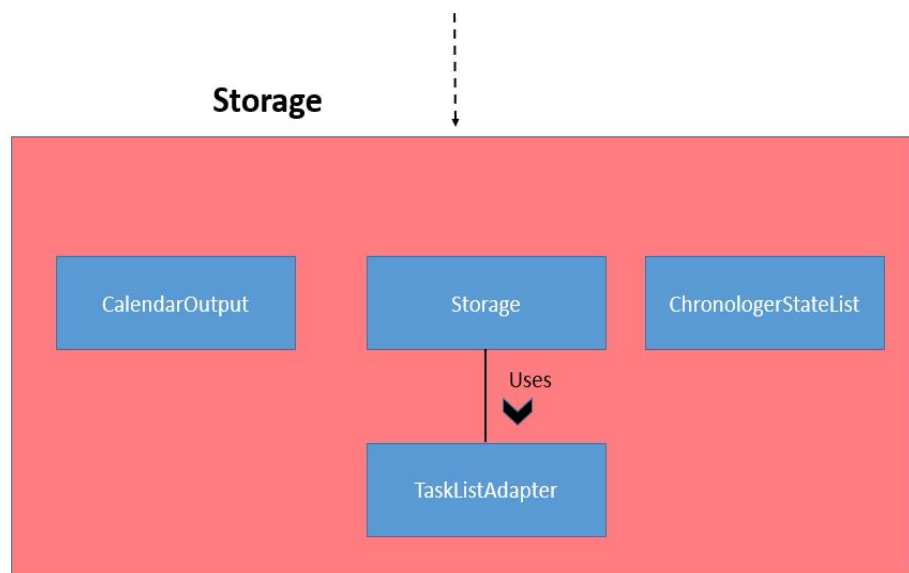 Storage
CalendarOutput
Storage
ChronologerStateList
Uses
TaskListAdapter